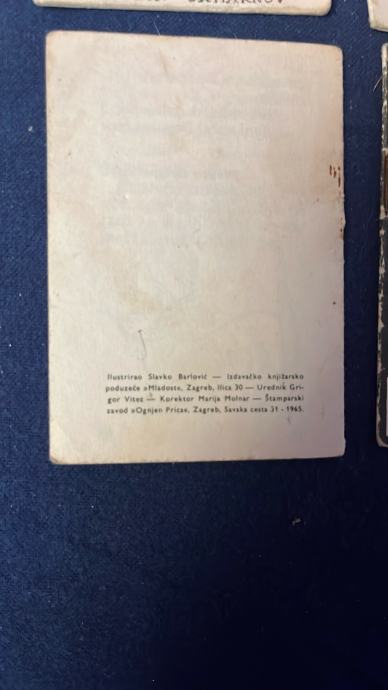 Ilustrirao Slavko Barlović — Izdavačko knjižarsko
poduzeće »Mladost«, Zagreb, Ilica 30 — Urednik Gri-
gor Vitez — Korektor Marija Molnar — Štamparski
zavod »Ognjen Prica«, Zagreb, Savska cesta 31 - 1965.